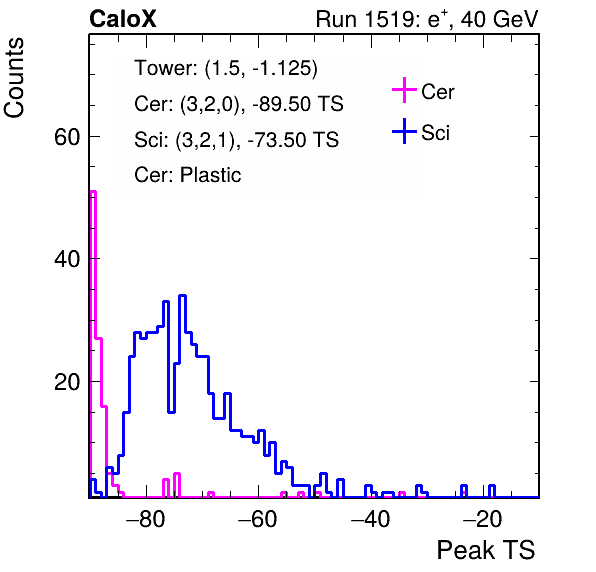 CaloX Run 1519: e⁺, 40 GeV
Counts
Tower: (1.5, -1.125)
Cer: (3,2,0), -89.50 TS
Sci: (3,2,1), -73.50 TS
Cer: Plastic
Cer
Sci
60
40
20
−80 −60 −40 −20
Peak TS